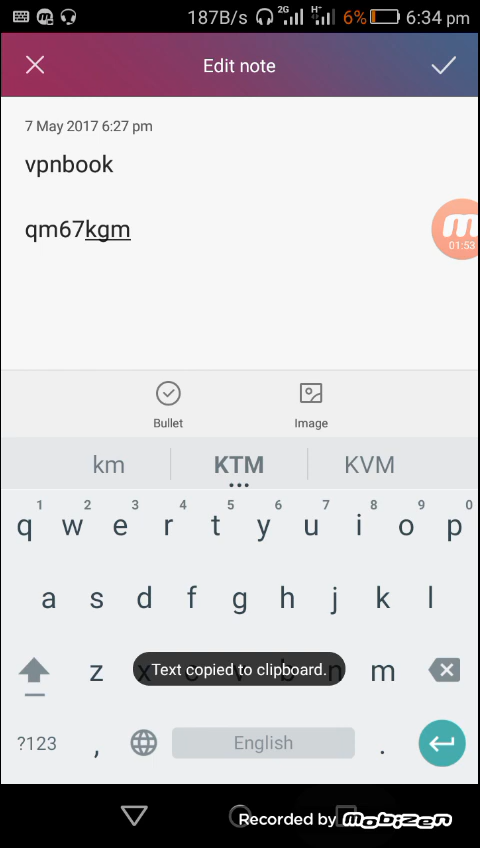 187B/s 2G H+ 6% 6:34 pm
Edit note
7 May 2017 6:27 pm
vpnbook
qm67kgm
m
01:53
Bullet Image
km KTM KVM
1 2 3 4 5 6 7 8 9 0
q w e r t y u i o p
a s d f g h j k l
z x c v b n m
Text copied to clipboard.
?123 , English .
Recorded by Mobizen